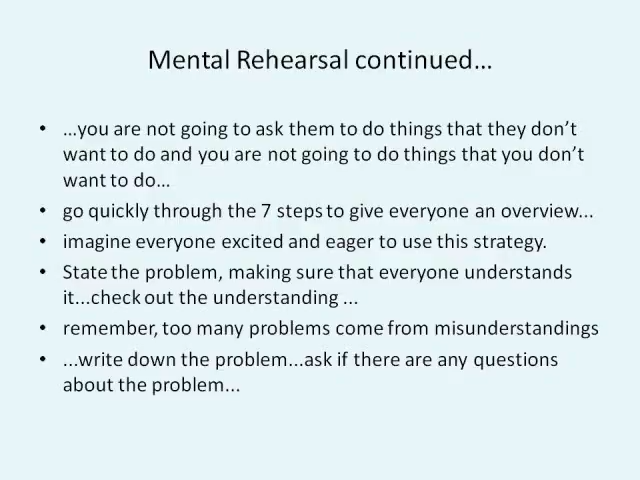 Mental Rehearsal continued…
• …you are not going to ask them to do things that they don’t
want to do and you are not going to do things that you don’t
want to do…
• go quickly through the 7 steps to give everyone an overview...
• imagine everyone excited and eager to use this strategy.
• State the problem, making sure that everyone understands
it...check out the understanding ...
• remember, too many problems come from misunderstandings
• ...write down the problem...ask if there are any questions
about the problem...